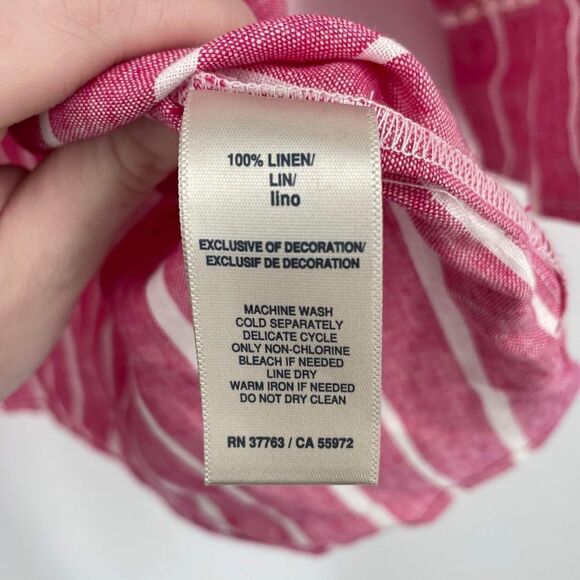 100% LINEN/
LIN/
lino
EXCLUSIVE OF DECORATION/
EXCLUSIF DE DECORATION
MACHINE WASH
COLD SEPARATELY
DELICATE CYCLE
ONLY NON-CHLORINE
BLEACH IF NEEDED
LINE DRY
WARM IRON IF NEEDED
DO NOT DRY CLEAN
RN 37763 / CA 55972